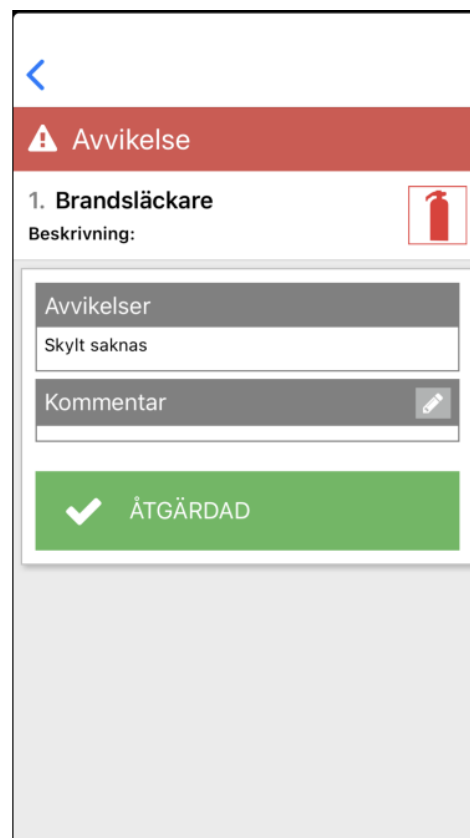 Avvikelse
1. Brandsläckare
Beskrivning:
Avvikelser
Skylt saknas
Kommentar
ÅTGÄRDAD